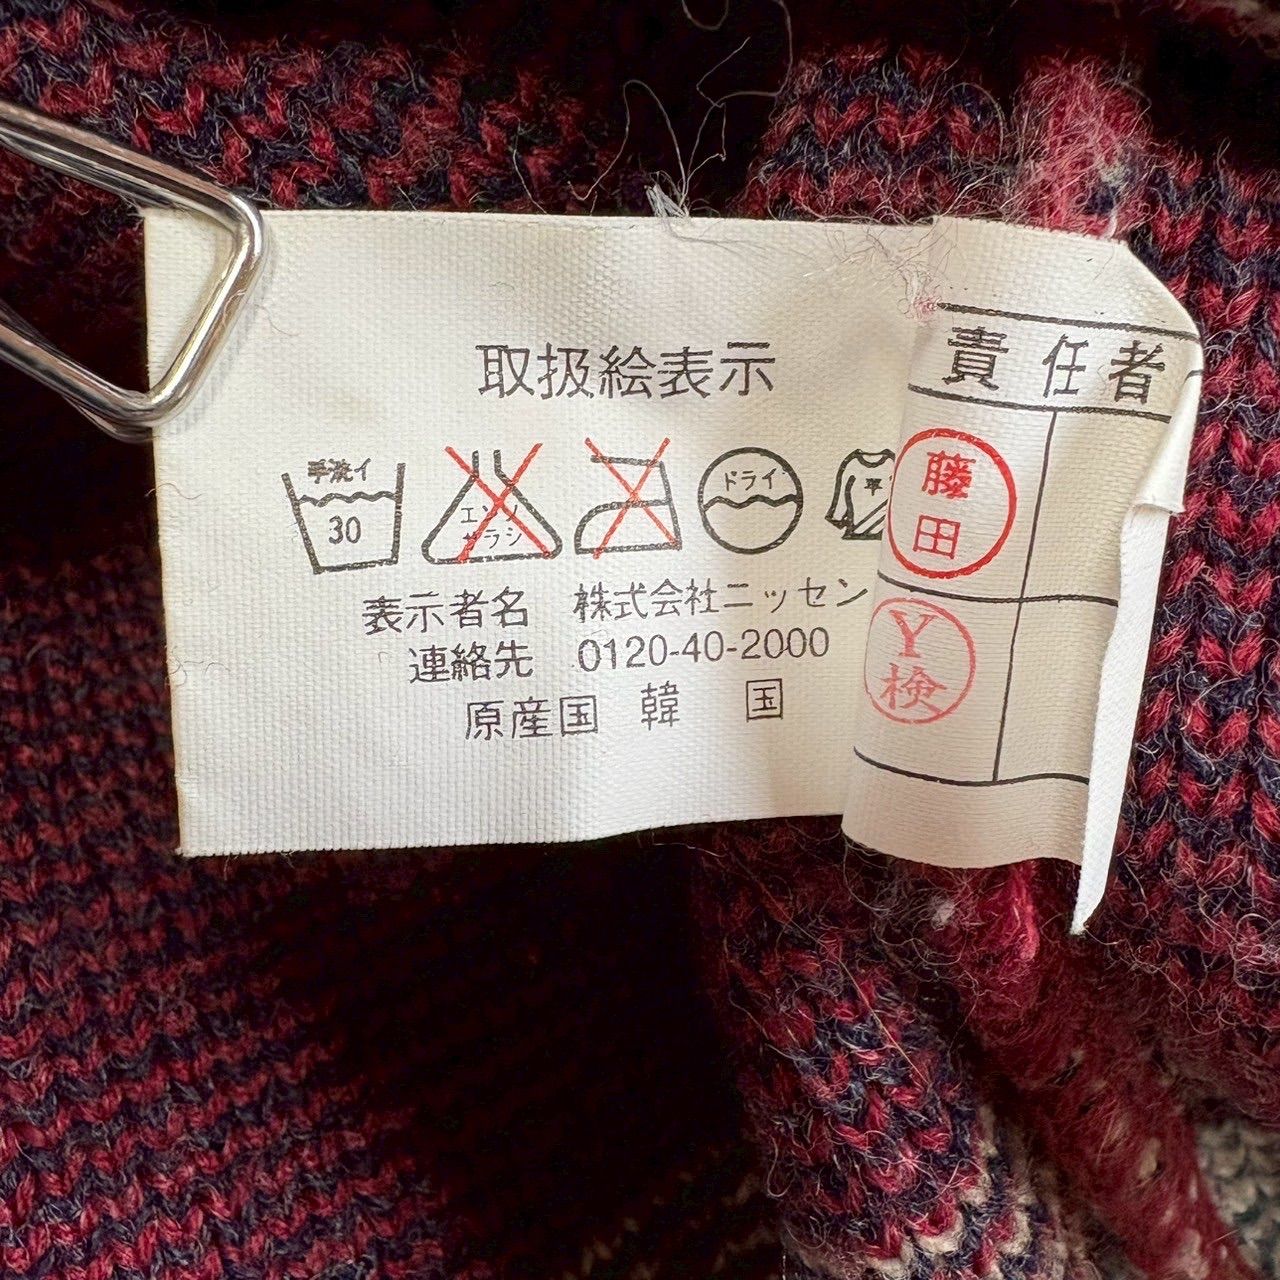 取扱絵表示
手洗イ
30
エンソ
サラシ
ドライ
平
表示者名 株式会社ニッセン
連絡先 0120-40-2000
原産国 韓 国
責任者
藤
田
Y
検